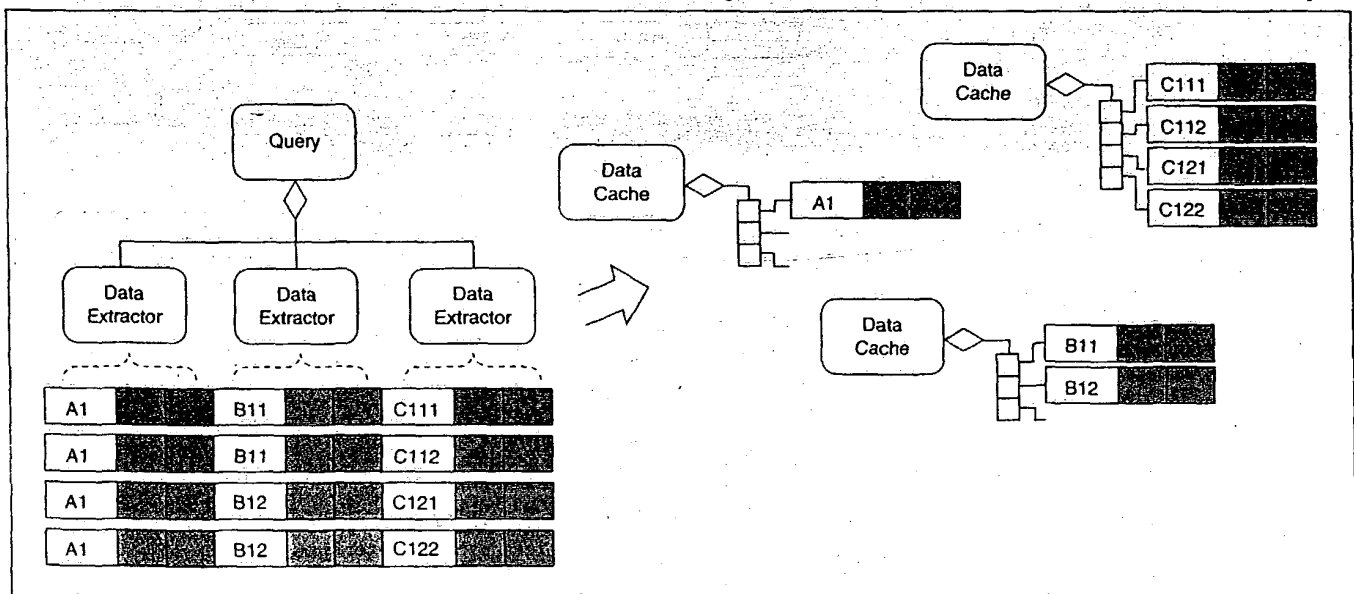 Query
Data
Extractor
Data
Extractor
Data
Extractor
A1 B11 C111
A1 B11 C112
A1 B12 C121
A1 B12 C122
Data
Cache
A1
Data
Cache
C111
C112
C121
C122
Data
Cache
B11
B12